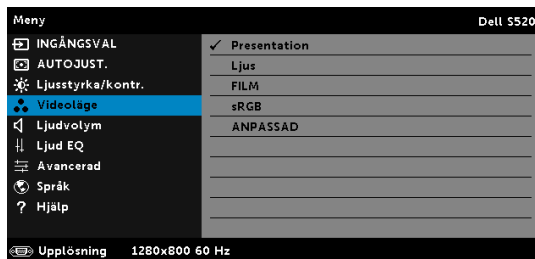 Meny Dell S520
INGÅNGSVAL
AUTOJUST.
Ljusstyrka/kontr.
Videoläge
Ljudvolym
Ljud EQ
Avancerad
Språk
? Hjälp
✓ Presentation
Ljus
FILM
sRGB
ANPASSAD
Upplösning 1280x800 60 Hz